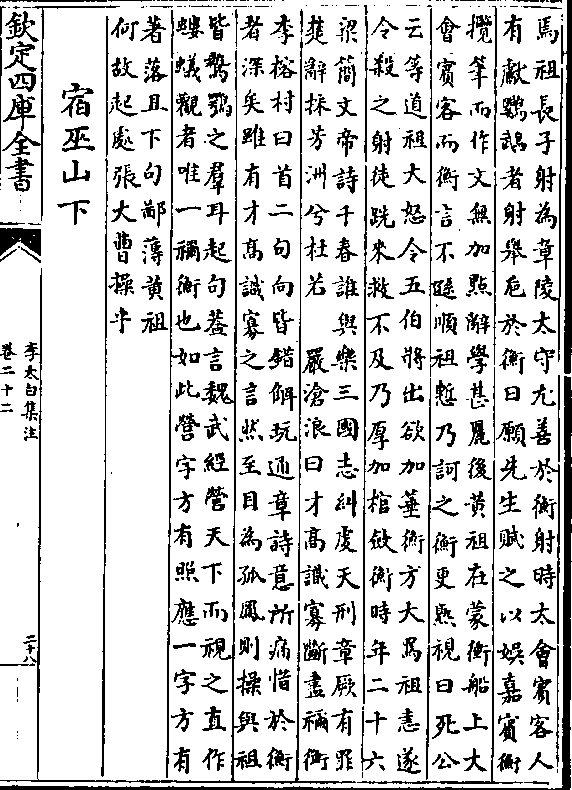 馬祖長子射為章陵太守尤善於衡射時大會賔客人
有獻鸚鵡者射舉巵於衡曰願先生賦之以娱嘉賔衡
攬筆而作文無加點辭學甚麗後黄祖在蒙衝船上大
會賔客而衡言不遜順祖慙乃訶之衡更熟視曰死公
云等道祖大怒令五伯將出欲加箠衡方大罵祖恚遂
令殺之射徒跣來救不及乃厚加棺斂衡時年二十六
梁簡文帝詩千春誰與樂三國志糾虔天刑章厥有罪
楚辭採芳洲兮杜若　嚴滄浪曰才髙識寡斷盡禰衡
李榕村曰首二句向皆錯解玩通章詩意所痛惜於衡
者深矣雖有才髙識寡之言然至目為孤鳳則操與祖
皆鷙鶚之羣耳起句葢言魏武經營天下而視之直作
螻蟻觀者唯一禰衡也如此營字方有照應一字方有
著落且下句鄙薄黄祖
何故起處張大曹操乎
宿巫山下
欽定四庫全書
李太白集注
卷二十二
二十八